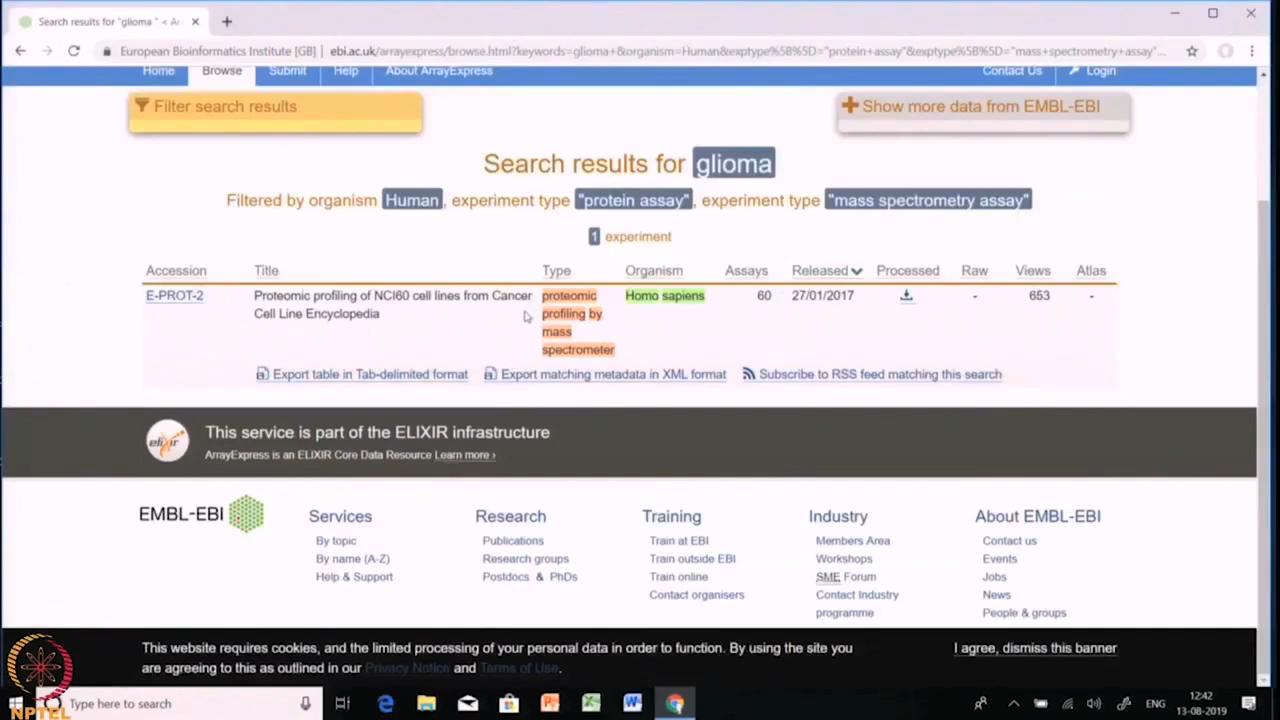 Search results for "glioma " < Ar
European Bioinformatics Institute [GB] | ebi.ac.uk/arrayexpress/browse.html?keywords=glioma+&organism=Human&exptype%5B%5D="protein+assay"&exptype%5B%5D="mass+spectrometry+assay"...
Home Browse Submit Help About ArrayExpress Contact Us Login
Filter search results Show more data from EMBL-EBI
Search results for glioma
Filtered by organism Human, experiment type "protein assay", experiment type "mass spectrometry assay"
1 experiment
Accession Title Type Organism Assays Released Processed Raw Views Atlas
E-PROT-2 Proteomic profiling of NCI60 cell lines from Cancer proteomic Homo sapiens 60 27/01/2017 - 653 -
Cell Line Encyclopedia profiling by
mass
spectrometer
Export table in Tab-delimited format Export matching metadata in XML format Subscribe to RSS feed matching this search
elixir This service is part of the ELIXIR infrastructure
ArrayExpress is an ELIXIR Core Data Resource Learn more ›
EMBL-EBI Services Research Training Industry About EMBL-EBI
By topic Publications Train at EBI Members Area Contact us
By name (A-Z) Research groups Train outside EBI Workshops Events
Help & Support Postdocs & PhDs Train online SME Forum Jobs
Contact organisers Contact Industry News
programme People & groups
This website requires cookies, and the limited processing of your personal data in order to function. By using the site you I agree, dismiss this banner
are agreeing to this as outlined in our Privacy Notice and Terms of Use.
Type here to search ENG 12:42
13-08-2019
NPTEL